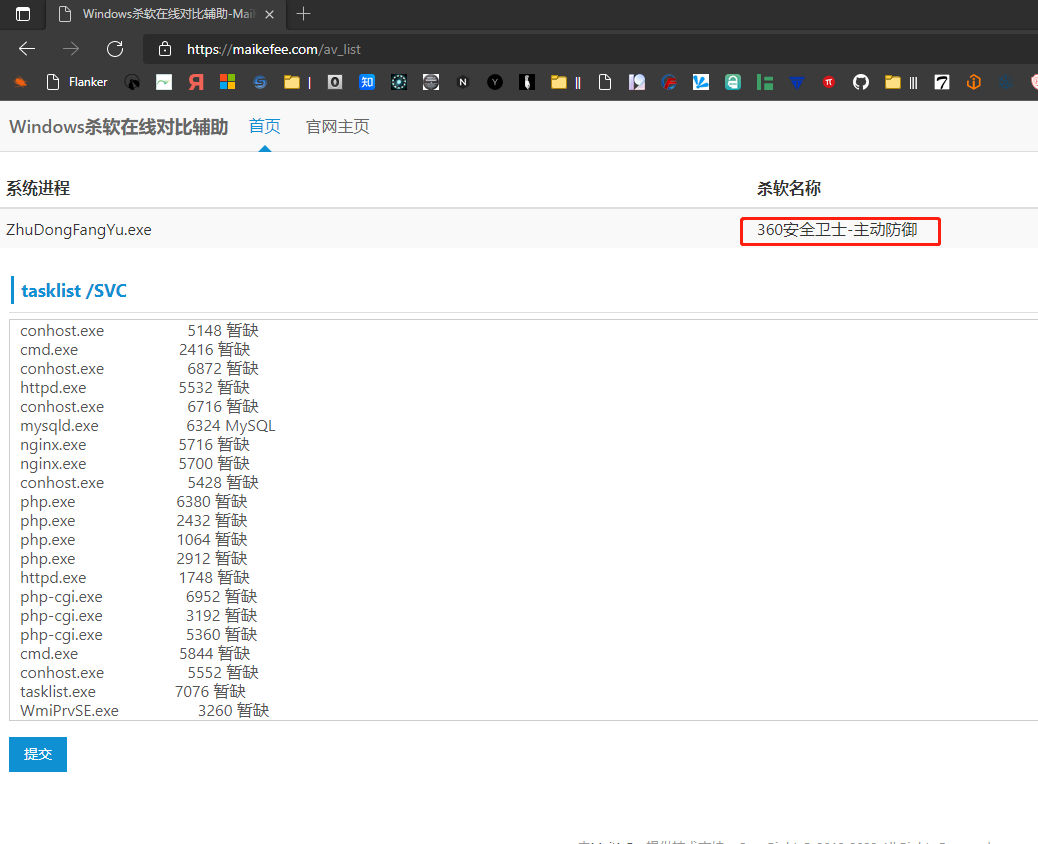 Windows杀软在线对比辅助-Mai
https://maikefee.com/av_list
Flanker
Windows杀软在线对比辅助 首页 官网主页
系统进程 杀软名称
ZhuDongFangYu.exe 360安全卫士-主动防御
tasklist /SVC
conhost.exe 5148 暂缺
cmd.exe 2416 暂缺
conhost.exe 6872 暂缺
httpd.exe 5532 暂缺
conhost.exe 6716 暂缺
mysqld.exe 6324 MySQL
nginx.exe 5716 暂缺
nginx.exe 5700 暂缺
conhost.exe 5428 暂缺
php.exe 6380 暂缺
php.exe 2432 暂缺
php.exe 1064 暂缺
php.exe 2912 暂缺
httpd.exe 1748 暂缺
php-cgi.exe 6952 暂缺
php-cgi.exe 3192 暂缺
php-cgi.exe 5360 暂缺
cmd.exe 5844 暂缺
conhost.exe 5552 暂缺
tasklist.exe 7076 暂缺
WmiPrvSE.exe 3260 暂缺
提交